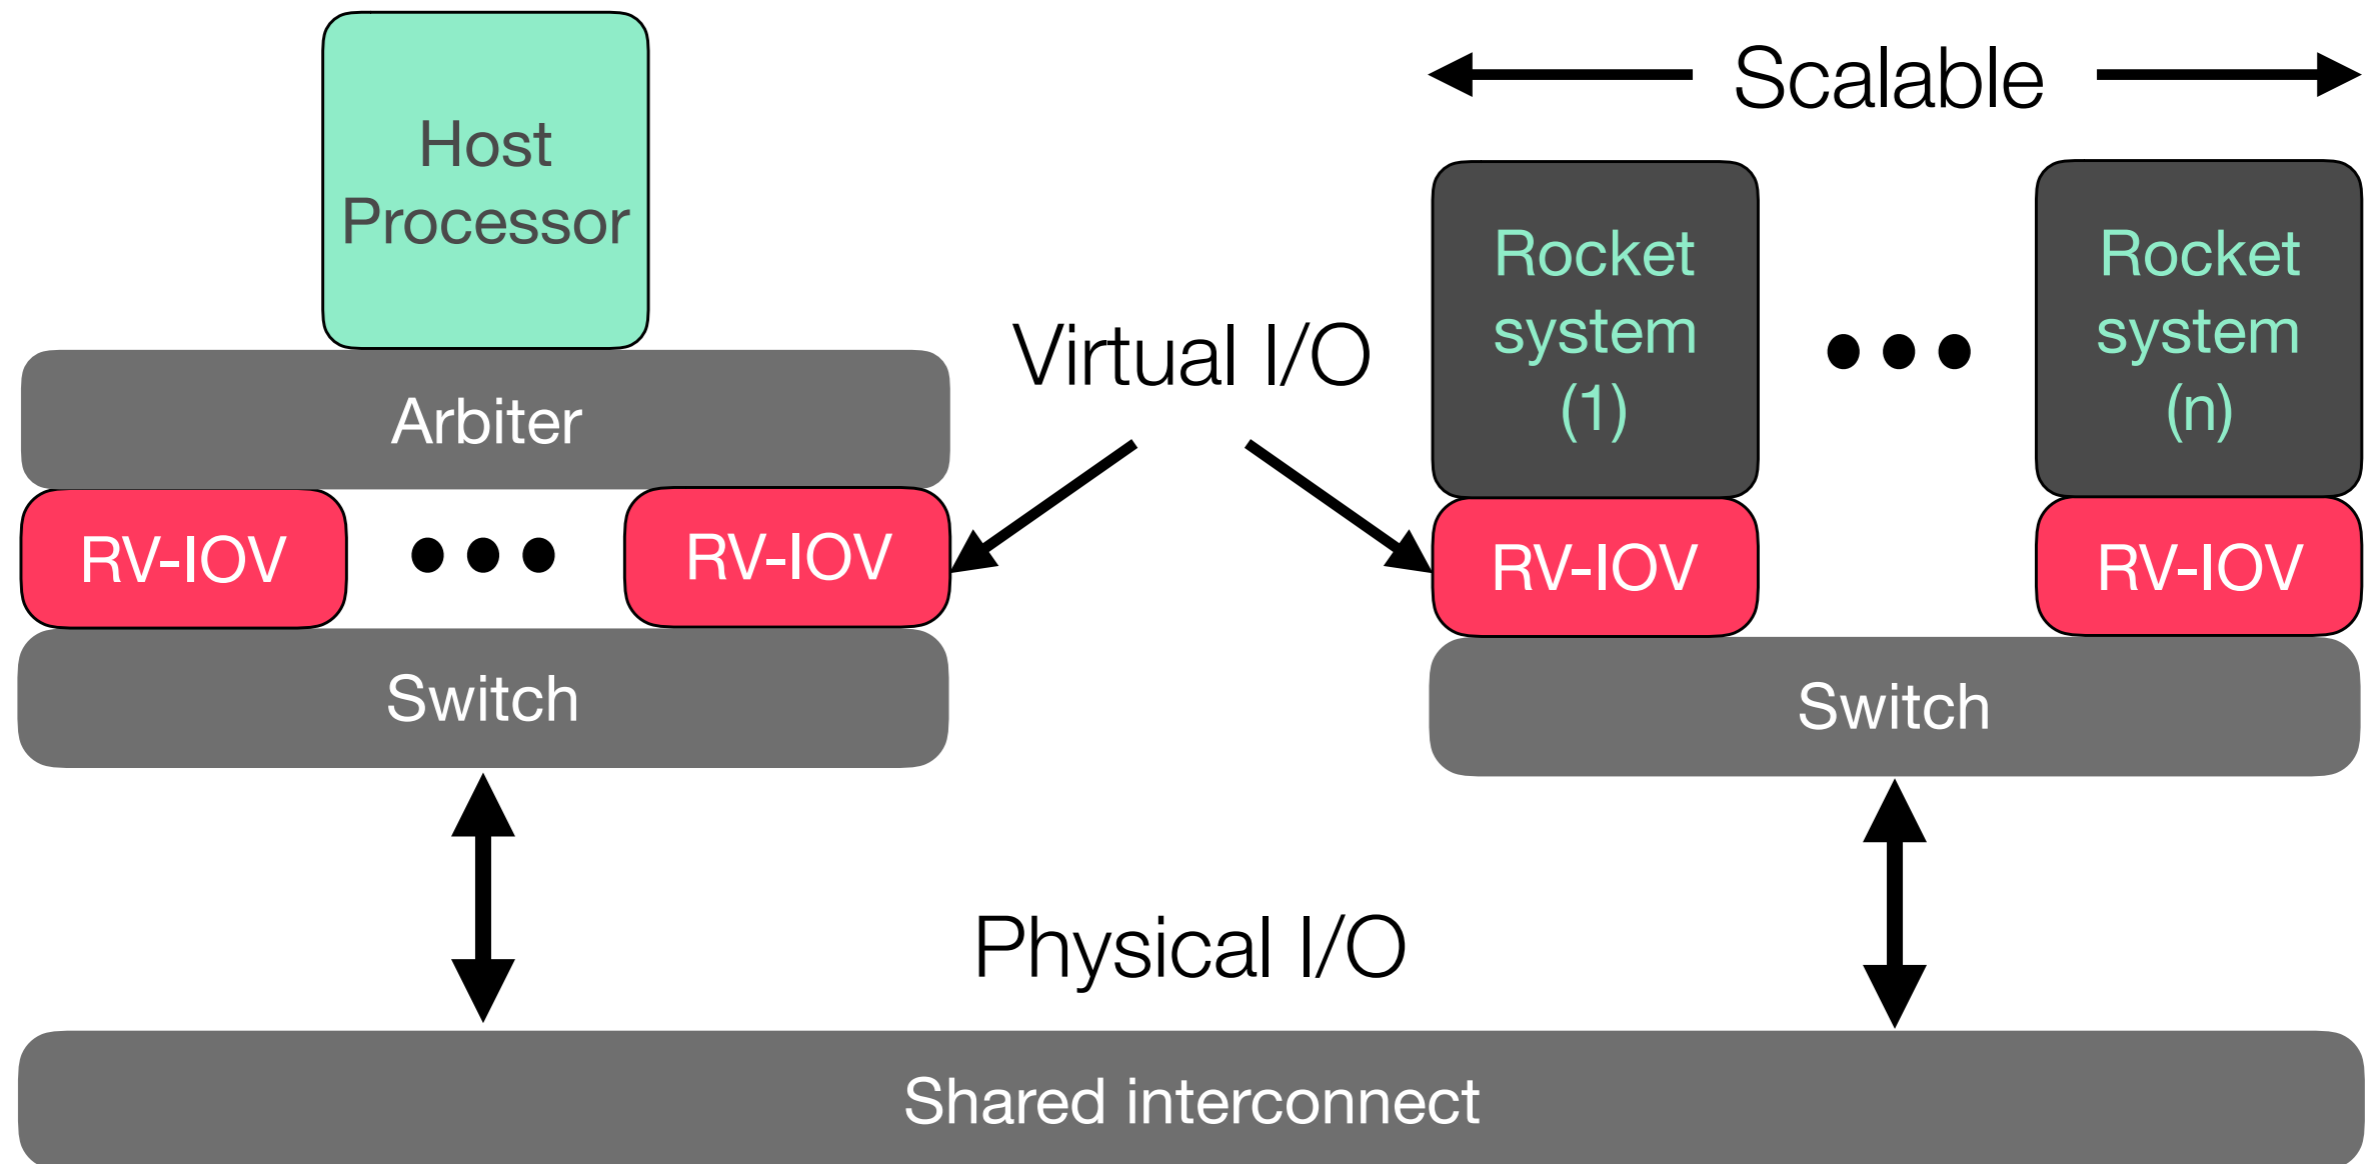 Host
Processor
Scalable
Rocket
system
(1)
Rocket
system
(n)
Virtual I/O
Arbiter
RV-IOV
RV-IOV
RV-IOV
RV-IOV
Switch
Switch
Physical I/O
Shared interconnect